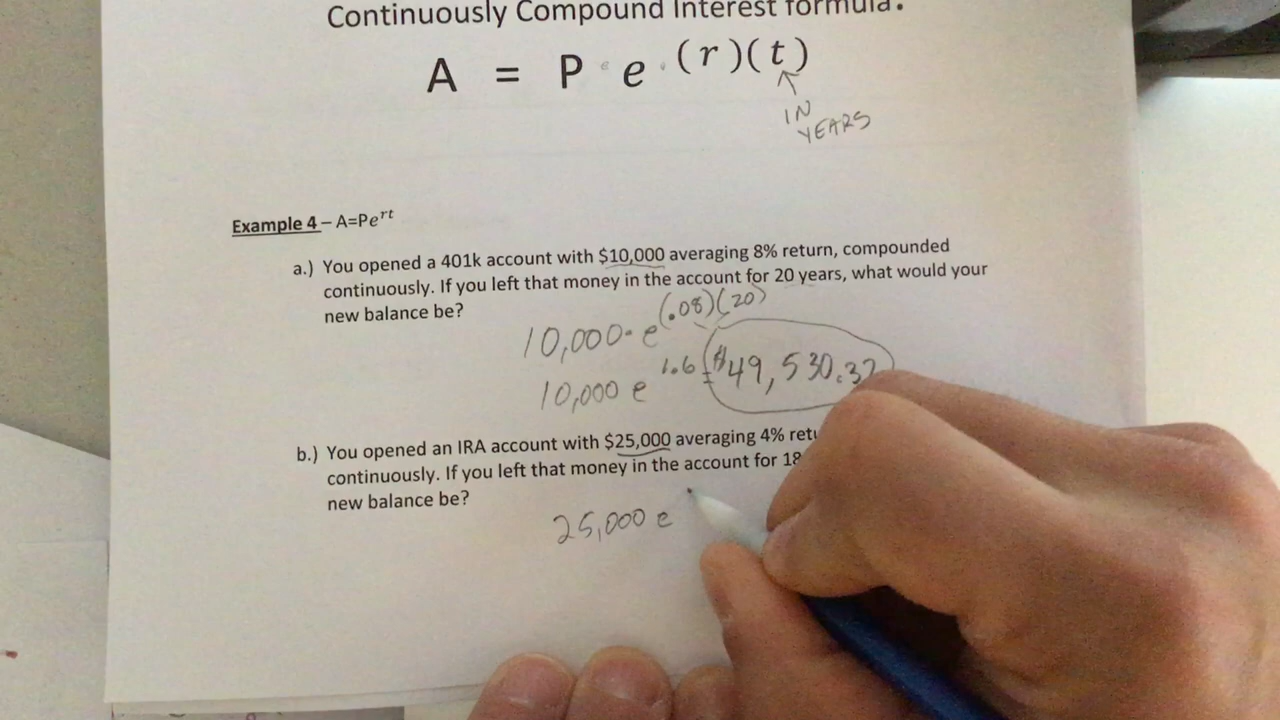 Continuously Compound Interest formula.
A = P · e · (r)(t)
IN
YEARS
Example 4 – A=Pe^rt
a.) You opened a 401k account with $10,000 averaging 8% return, compounded
continuously. If you left that money in the account for 20 years, what would your
new balance be?
10,000 · e^(.08)(20)
10,000 e^1.6 = $49,530.32
b.) You opened an IRA account with $25,000 averaging 4%
continuously. If you left that money in the account for 18
new balance be?
25,000 e